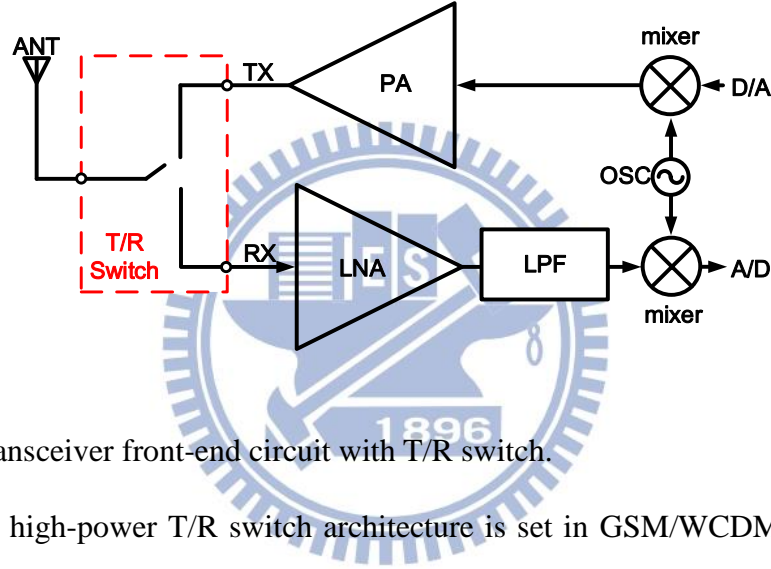 ANT
mixer
TX
PA
D/A
OSC
T/R
Switch
RX
LNA
LPF
A/D
mixer
ES
1896
ansceiver front-end circuit with T/R switch.
high-power T/R switch architecture is set in GSM/WCDM